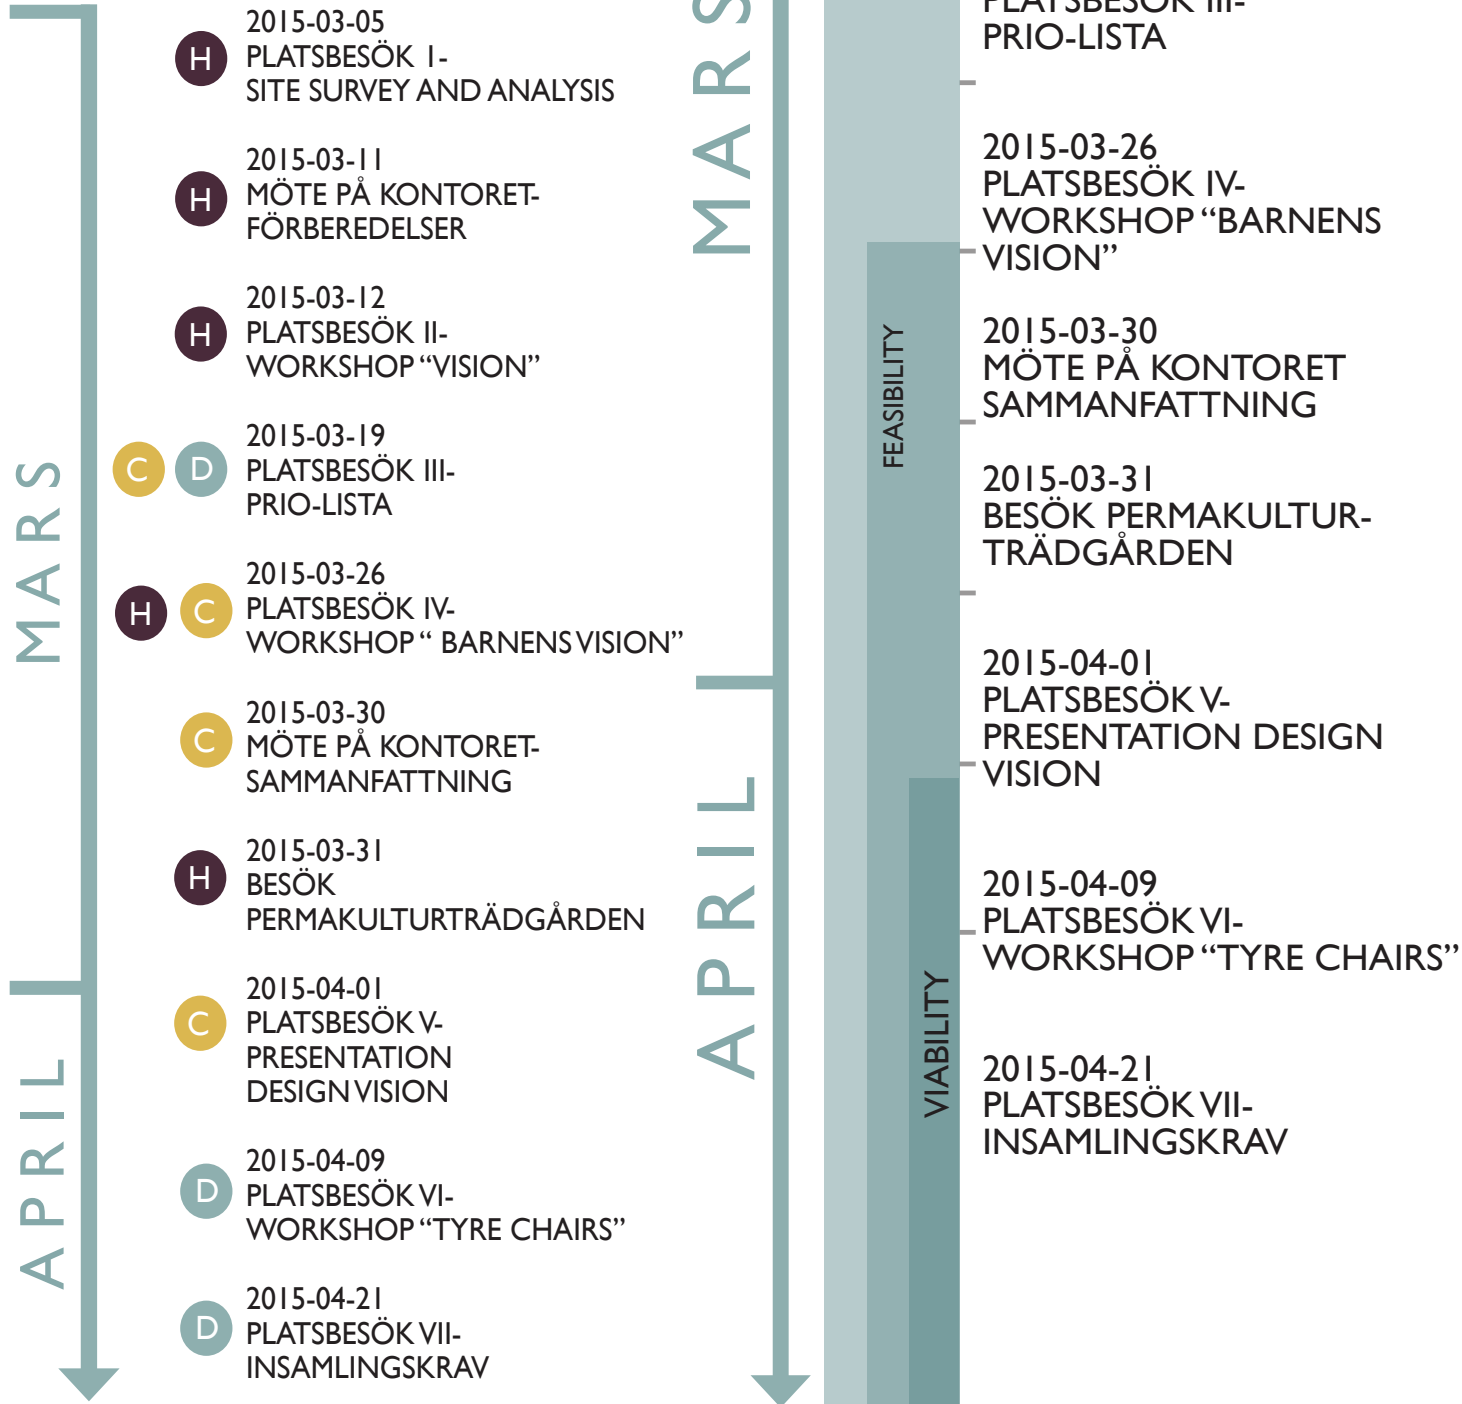 MARS
H
2015-03-05
PLATSBESÖK I-
SITE SURVEY AND ANALYSIS
H
2015-03-11
MÖTE PÅ KONTORET-
FÖRBEREDELSER
H
2015-03-12
PLATSBESÖK II-
WORKSHOP “VISION”
C D
2015-03-19
PLATSBESÖK III-
PRIO-LISTA
H C
2015-03-26
PLATSBESÖK IV-
WORKSHOP “ BARNENS VISION”
C
2015-03-30
MÖTE PÅ KONTORET-
SAMMANFATTNING
H
2015-03-31
BESÖK
PERMAKULTURTRÄDGÅRDEN
APRIL
C
2015-04-01
PLATSBESÖK V-
PRESENTATION
DESIGN VISION
D
2015-04-09
PLATSBESÖK VI-
WORKSHOP “TYRE CHAIRS”
D
2015-04-21
PLATSBESÖK VII-
INSAMLINGSKRAV
MARS
APRIL
FEASIBILITY
VIABILITY
PLATSBESÖK III-
PRIO-LISTA
2015-03-26
PLATSBESÖK IV-
WORKSHOP “BARNENS
VISION”
2015-03-30
MÖTE PÅ KONTORET
SAMMANFATTNING
2015-03-31
BESÖK PERMAKULTUR-
TRÄDGÅRDEN
2015-04-01
PLATSBESÖK V-
PRESENTATION DESIGN
VISION
2015-04-09
PLATSBESÖK VI-
WORKSHOP “TYRE CHAIRS”
2015-04-21
PLATSBESÖK VII-
INSAMLINGSKRAV